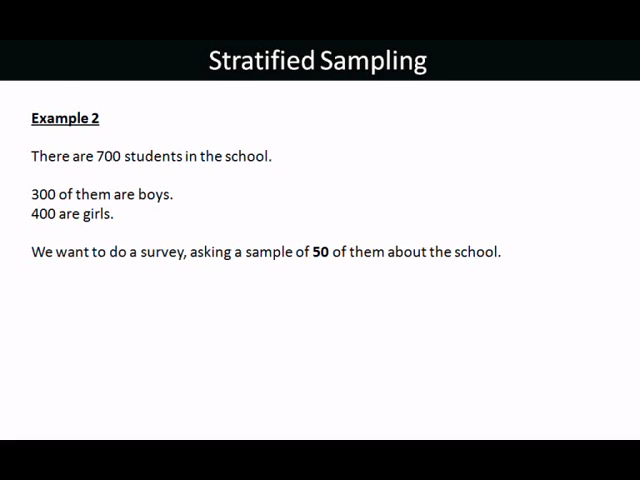 Stratified Sampling
Example 2
There are 700 students in the school.
300 of them are boys.
400 are girls.
We want to do a survey, asking a sample of 50 of them about the school.